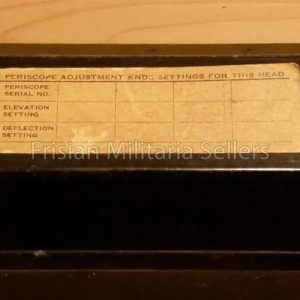 PERISCOPE ADJUSTMENT KNOB SETTINGS FOR THIS HEAD
PERISCOPE
SERIAL NO.
ELEVATION
SETTING
DEFLECTION
SETTING
Frisian Militaria Sellers